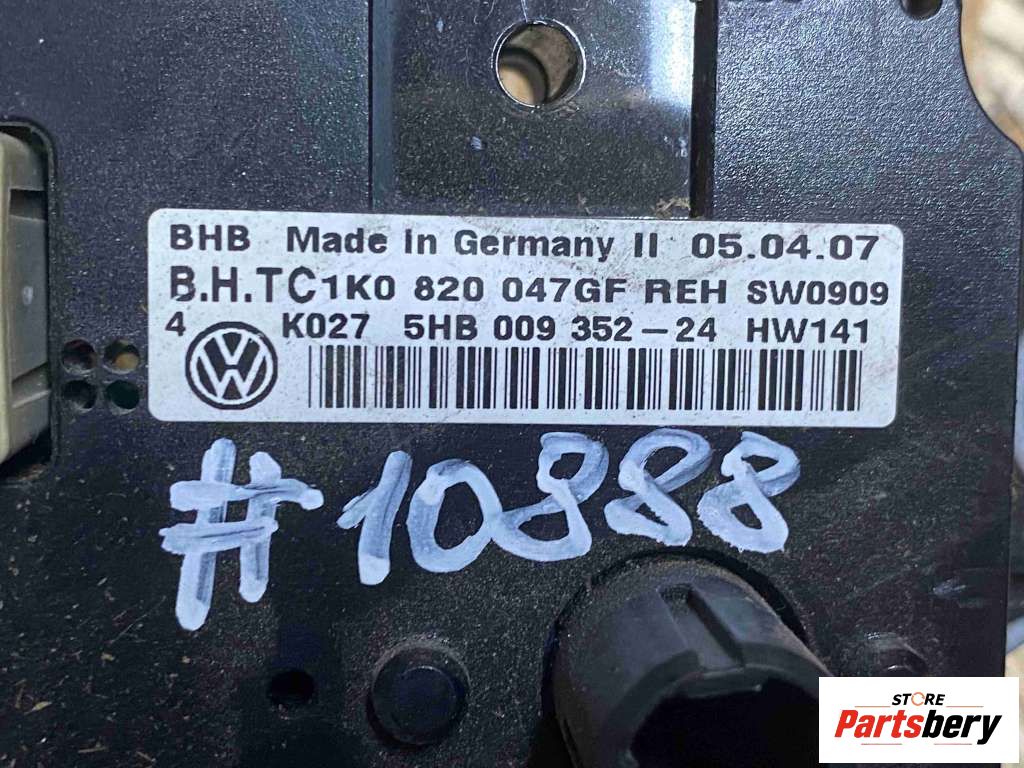 BHB Made In Germany II 05.04.07
B.H.TC1K0 820 047GF REH SW0909
4 K027 5HB 009 352-24 HW141
VW
#10888
STORE
Partsbery